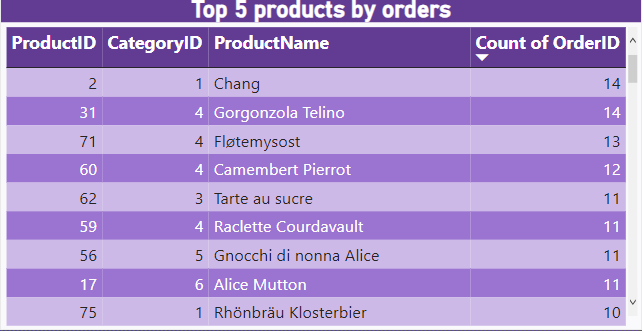 Top 5 products by orders
ProductID CategoryID ProductName Count of OrderID
2 1 Chang 14
31 4 Gorgonzola Telino 14
71 4 Fløtemysost 13
60 4 Camembert Pierrot 12
62 3 Tarte au sucre 11
59 4 Raclette Courdavault 11
56 5 Gnocchi di nonna Alice 11
17 6 Alice Mutton 11
75 1 Rhönbräu Klosterbier 10